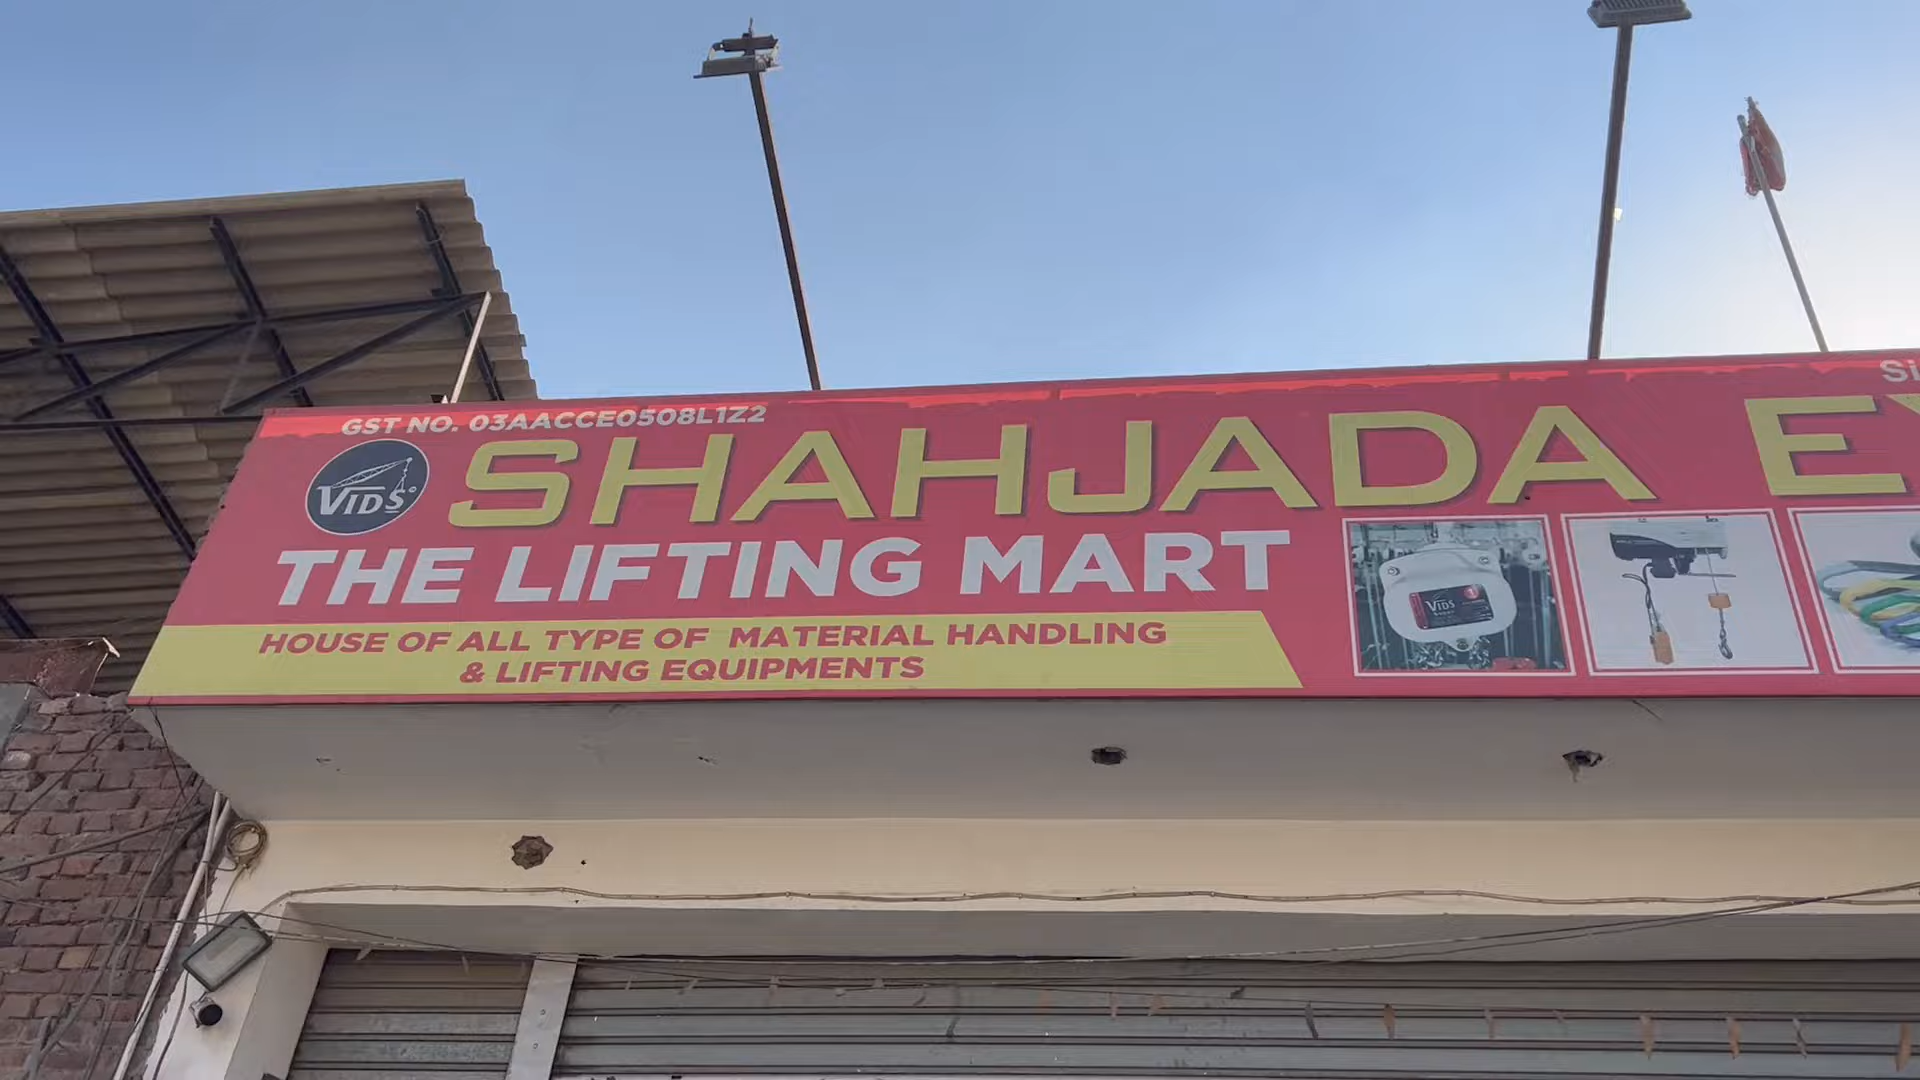 GST NO. 03AACCE0508L1Z2
VIDS
SHAHJADA
THE LIFTING MART
HOUSE OF ALL TYPE OF MATERIAL HANDLING
& LIFTING EQUIPMENTS
VIDS